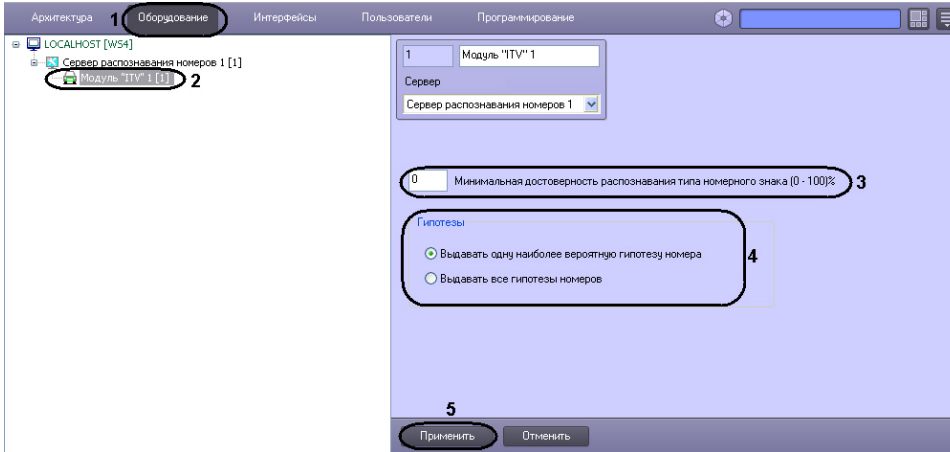 Архитектура 1 Оборудование Интерфейсы Пользователи Программирование
LOCALHOST [WS4]
Сервер распознавания номеров 1 [1]
Модуль "ITV" 1 [1] 2
1 Модуль "ITV" 1
Сервер
Сервер распознавания номеров 1
0 Минимальная достоверность распознавания типа номерного знака (0 - 100)% 3
Гипотезы
Выдавать одну наиболее вероятную гипотезу номера
4
Выдавать все гипотезы номеров
5
Применить Отменить